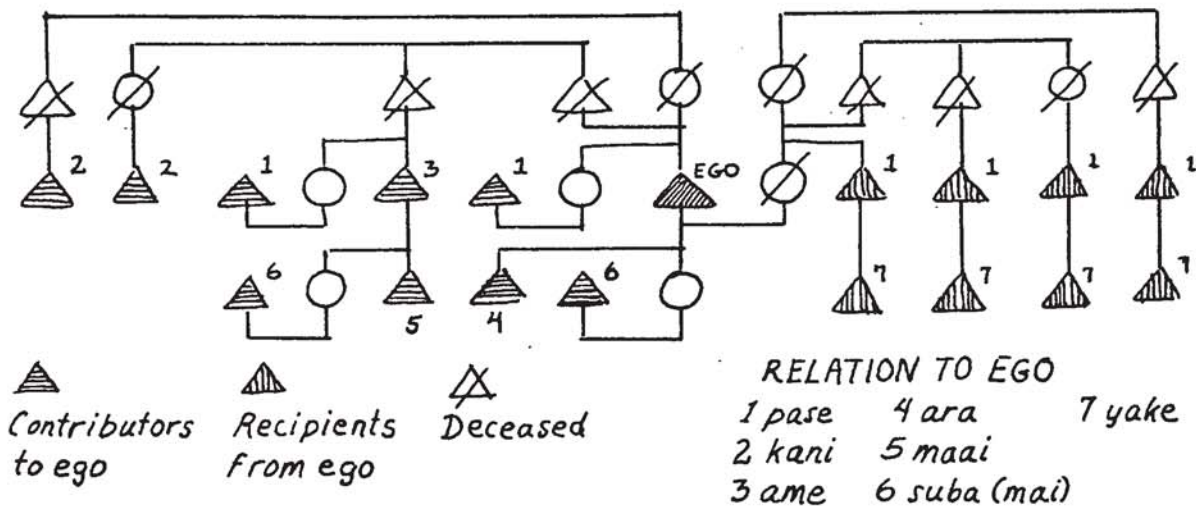 2 2 1 3 1 EGO 1 1 1 1
6 5 4 6 7 7 7 7
Contributors to ego
Recipients from ego
Deceased
RELATION TO EGO
1 pase 4 ara 7 yake
2 kani 5 maai
3 ame 6 suba (mai)